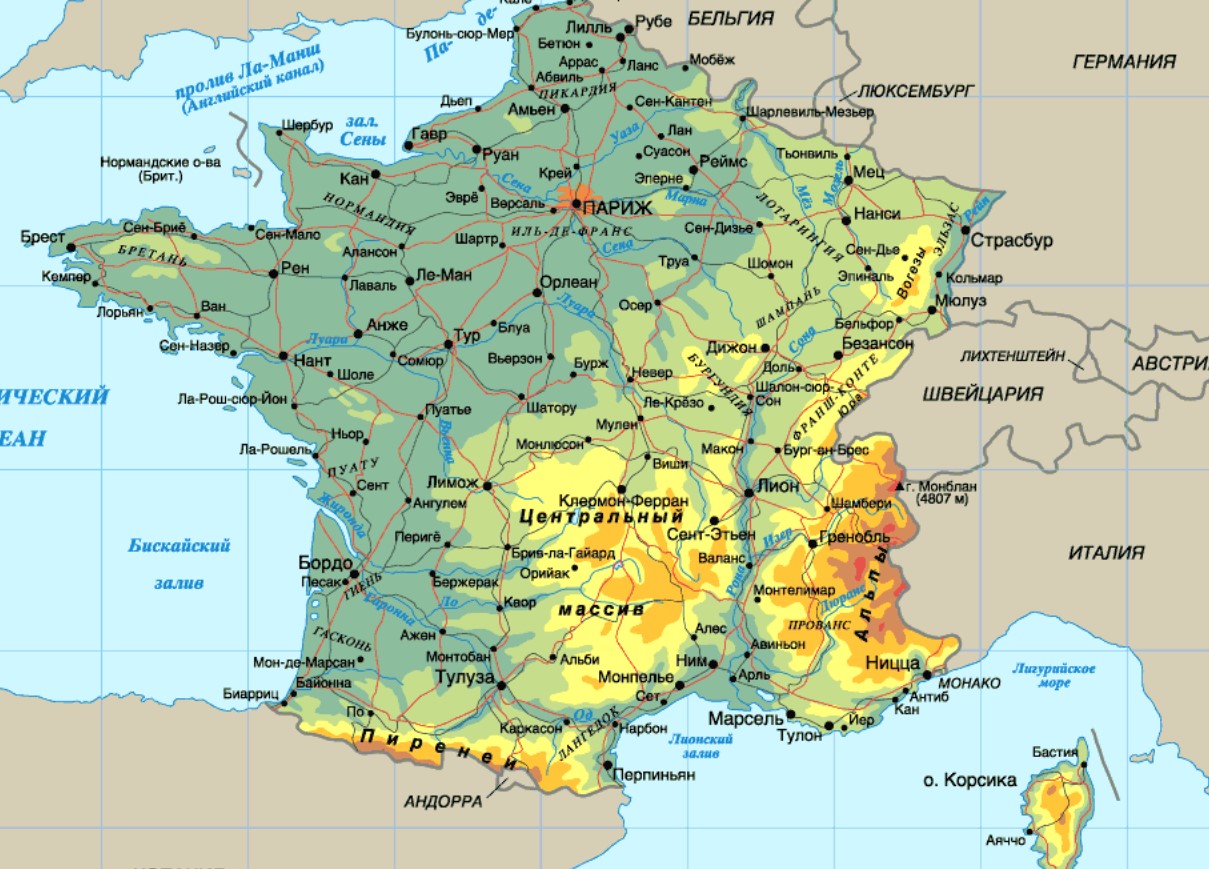 Кале
Па-де-
Булонь-сюр-Мер
Лилль
Рубе
БЕЛЬГИЯ
Бетюн
Аррас
Ланс
Мобёж
ГЕРМАНИЯ
пролив Ла-Манш
(Английский канал)
Абвиль
ПИКАРДИЯ
ЛЮКСЕМБУРГ
Дьеп
Амьен
Сен-Кантен
Шарлевиль-Мезьер
зал.
Сены
Шербур
Гавр
Руан
Уаза
Лан
Суасон
Тьонвиль
Нормандские о-ва
(Брит.)
Кан
Крей
Реймс
Эперне
Мец
Мозель
Мёз
Эврё
Сена
Версаль
ПАРИЖ
Марна
НОРМАНДИЯ
ИЛЬ-ДЕ-ФРАНС
ЛОТАРИНГИЯ
Нанси
Рейн
ЭЛЬЗАС
Страсбур
Брест
Сен-Бриё
Сен-Мало
БРЕТАНЬ
Алансон
Шартр
Сена
Сен-Дизье
Сен-Дье
Вогезы
Кемпер
Рен
Лаваль
Ле-Ман
Орлеан
Труа
Шомон
Эпиналь
Кольмар
Лорьян
Ван
Луара
Осер
ШАМПАНЬ
Мюлуз
Анже
Тур
Блуа
Бельфор
Сен-Назер
Луара
Сомюр
Вьерзон
Дижон
Сона
Безансон
ЛИХТЕНШТЕЙН
АВСТРИ
Нант
Шоле
Бурж
Невер
БУРГУНДИЯ
Доль
ФРАНШ-КОНТЕ
Юра
ШВЕЙЦАРИЯ
ИЧЕСКИЙ
ЕАН
Ла-Рош-сюр-Йон
Пуатье
Шатору
Ле-Крёзо
Шалон-сюр-
Сон
Ньор
Вьенна
Мулен
Монлюсон
Макон
Бург-ан-Брес
Ла-Рошель
ПУАТУ
Виши
Сент
Лимож
Лион
г. Монблан
(4807 м)
Жиронда
Ангулем
Клермон-Ферран
Шамбери
Центральный
Сент-Этьен
Изер
Гренобль
Бискайский
залив
Перигё
Брив-ла-Гайард
Валанс
ИТАЛИЯ
Бордо
Песак
ГИЕНЬ
Бержерак
Орийак
Рона
Монтелимар
Дюранс
Альпы
Гаронна
Ло
Квор
массив
ПРОВАНС
ГАСКОНЬ
Ажен
Алес
Авиньон
Мон-де-Марсан
Монтобан
Альби
Ним
Ницца
МОНАКО
Лигурийское
море
Биарриц
Байонна
Тулуза
Монпелье
Арль
Антиб
Кан
Сет
По
Од
Марсель
Тулон
Йер
Пиреней
Каркасон
ЛАНГЕДОК
Нарбон
Лионский
залив
Бастия
Перпиньян
о. Корсика
АНДОРРА
Аяччо